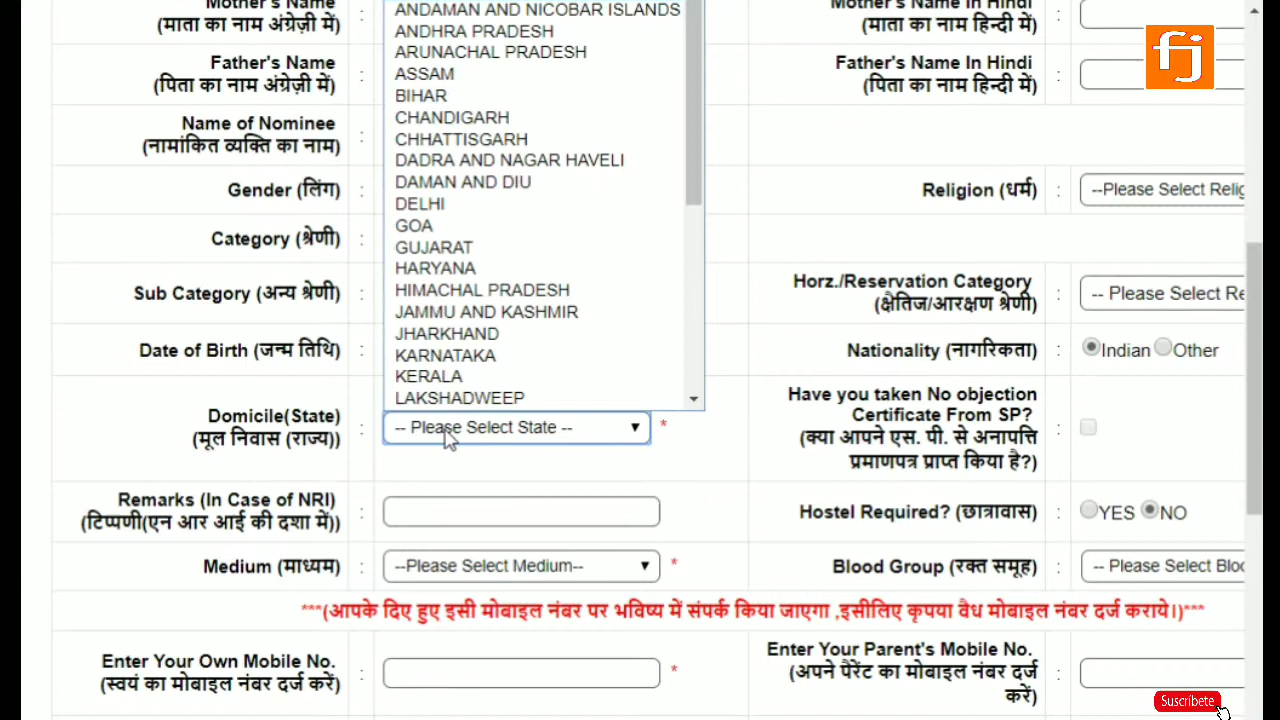 Mother's Name
(माता का नाम अंग्रेज़ी में)
:
Mother's Name In Hindi
(माता का नाम हिन्दी में)
:
Father's Name
(पिता का नाम अंग्रेज़ी में)
:
Father's Name In Hindi
(पिता का नाम हिन्दी में)
:
fj
Name of Nominee
(नामांकित व्यक्ति का नाम)
:
Gender (लिंग)
:
Religion (धर्म)
:
--Please Select Relig
Category (श्रेणी)
:
Sub Category (अन्य श्रेणी)
:
Horz./Reservation Category
(क्षैतिज/आरक्षण श्रेणी)
:
-- Please Select Re
Date of Birth (जन्म तिथि)
:
Nationality (नागरिकता)
:
Indian
Other
ANDAMAN AND NICOBAR ISLANDS
ANDHRA PRADESH
ARUNACHAL PRADESH
ASSAM
BIHAR
CHANDIGARH
CHHATTISGARH
DADRA AND NAGAR HAVELI
DAMAN AND DIU
DELHI
GOA
GUJARAT
HARYANA
HIMACHAL PRADESH
JAMMU AND KASHMIR
JHARKHAND
KARNATAKA
KERALA
LAKSHADWEEP
Domicile(State)
(मूल निवास (राज्य))
:
-- Please Select State --
*
Have you taken No objection
Certificate From SP?
(क्या आपने एस. पी. से अनापत्ति
प्रमाणपत्र प्राप्त किया है?)
:
Remarks (In Case of NRI)
(टिप्पणी(एन आर आई की दशा में))
:
Hostel Required? (छात्रावास)
:
YES
NO
Medium (माध्यम)
:
--Please Select Medium--
*
Blood Group (रक्त समूह)
:
-- Please Select Bloo
***(आपके दिए हुए इसी मोबाइल नंबर पर भविष्य में संपर्क किया जाएगा ,इसीलिए कृपया वैध मोबाइल नंबर दर्ज कराये।)***
Enter Your Own Mobile No.
(स्वयं का मोबाइल नंबर दर्ज करें)
:
*
Enter Your Parent's Mobile No.
(अपने पैरेंट का मोबाइल नंबर दर्ज
करें)
:
Suscríbete